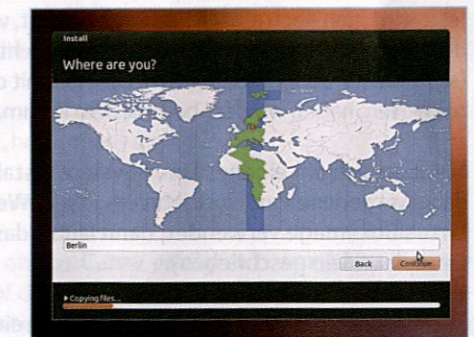 Install
Where are you?
Berlin
Back
Continue
Copying files...